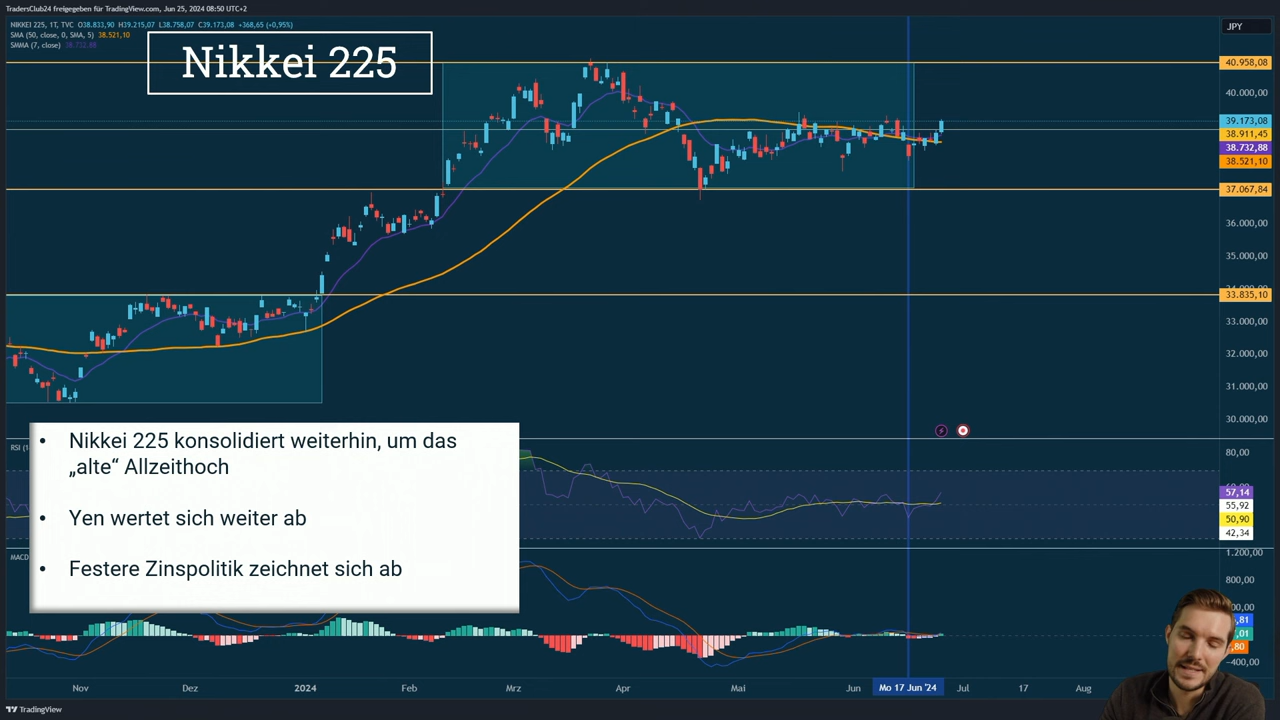 TradersClub24 freigegeben für TradingView.com, Jun 25, 2024 08:50 UTC+2
NIKKEI 225, 1T, TVC O38.833,90 H39.215,07 L38.758,07 C39.173,08 +368,65 (+0,95%)
SMA (50, close, 0, SMA, 5) 38.521,10
SMMA (7, close) 38.732,88
Nikkei 225
JPY
40.958,08
40.000,00
39.173,08
38.911,45
38.732,88
38.521,10
37.067,84
36.000,00
35.000,00
33.835,10
33.000,00
32.000,00
31.000,00
30.000,00
• Nikkei 225 konsolidiert weiterhin, um das
„alte“ Allzeithoch
• Yen wertet sich weiter ab
• Festere Zinspolitik zeichnet sich ab
RSI
80,00
57,14
55,92
50,90
42,34
MACD
1.200,00
800,00
-400,00
Nov Dez 2024 Feb Mrz Apr Mai Jun Mo 17 Jun '24 Jul 17 Aug
TradingView